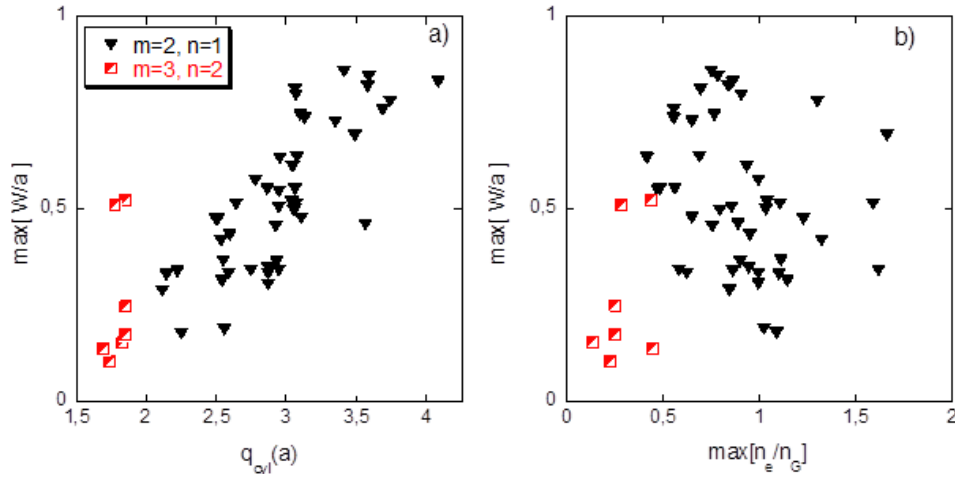 1
m=2, n=1
m=3, n=2
a)
max[ W/a]
0,5
0
1,5
2
2,5
3
3,5
4
q_cyl(a)
1
b)
max[ W/a]
0,5
0
0
0,5
1
1,5
2
max[n_e/n_G]